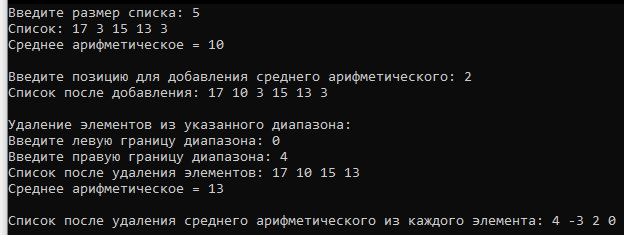 Введите размер списка: 5
Список: 17 3 15 13 3
Среднее арифметическое = 10
Введите позицию для добавления среднего арифметического: 2
Список после добавления: 17 10 3 15 13 3
Удаление элементов из указанного диапазона:
Введите левую границу диапазона: 0
Введите правую границу диапазона: 4
Список после удаления элементов: 17 10 15 13
Среднее арифметическое = 13
Список после удаления среднего арифметического из каждого элемента: 4 -3 2 0